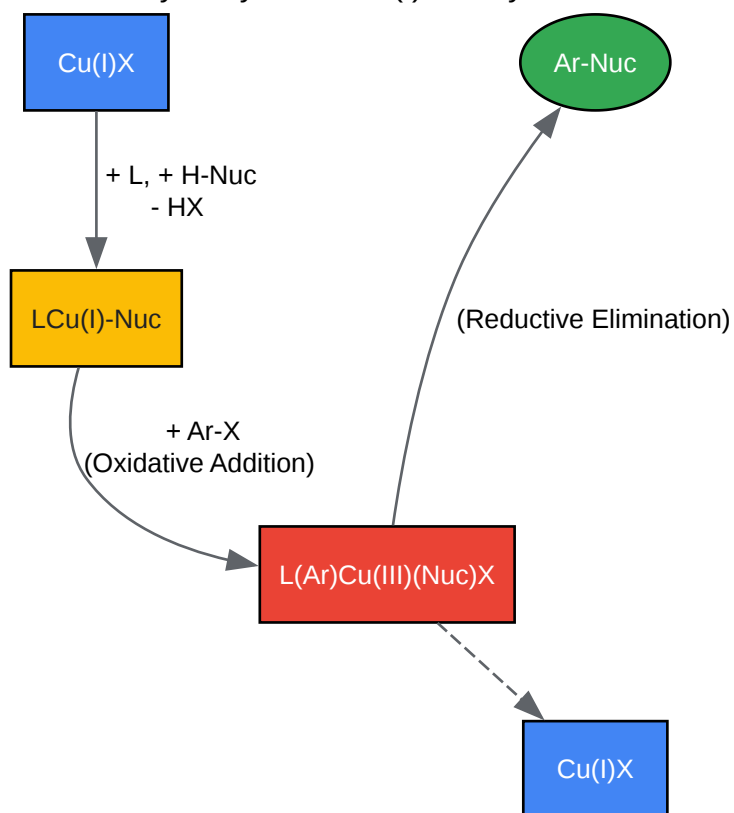 Cu(I)X
Ar-Nuc
+ L, + H-Nuc
- HX
LCu(I)-Nuc
(Reductive Elimination)
+ Ar-X
(Oxidative Addition)
L(Ar)Cu(III)(Nuc)X
Cu(I)X